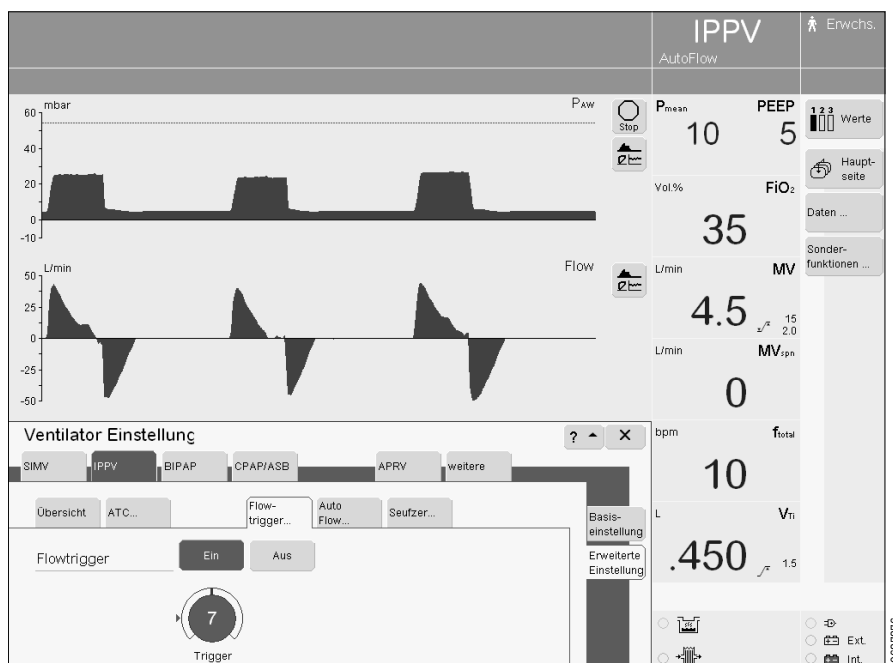 IPPV
AutoFlow
Erwchs.
mbar
PAW
60
40
20
0
-10
Stop
L/min
Flow
50
25
0
-25
-50
Pmean PEEP
10 5
Vol.% FiO2
35
L/min MV
4.5 15
2.0
L/min MVspn
0
bpm ftotal
10
L VTi
.450 1.5
1 2 3
Werte
Haupt-
seite
Daten ...
Sonder-
funktionen ...
Ventilator Einstellung
? ×
SIMV IPPV BIPAP CPAP/ASB APRV weitere
Übersicht ATC... Flow-
trigger... Auto
Flow... Seufzer...
Basis-
einstellung
Erweiterte
Einstellung
Flowtrigger Ein Aus
7
Trigger
Ext.
Int.